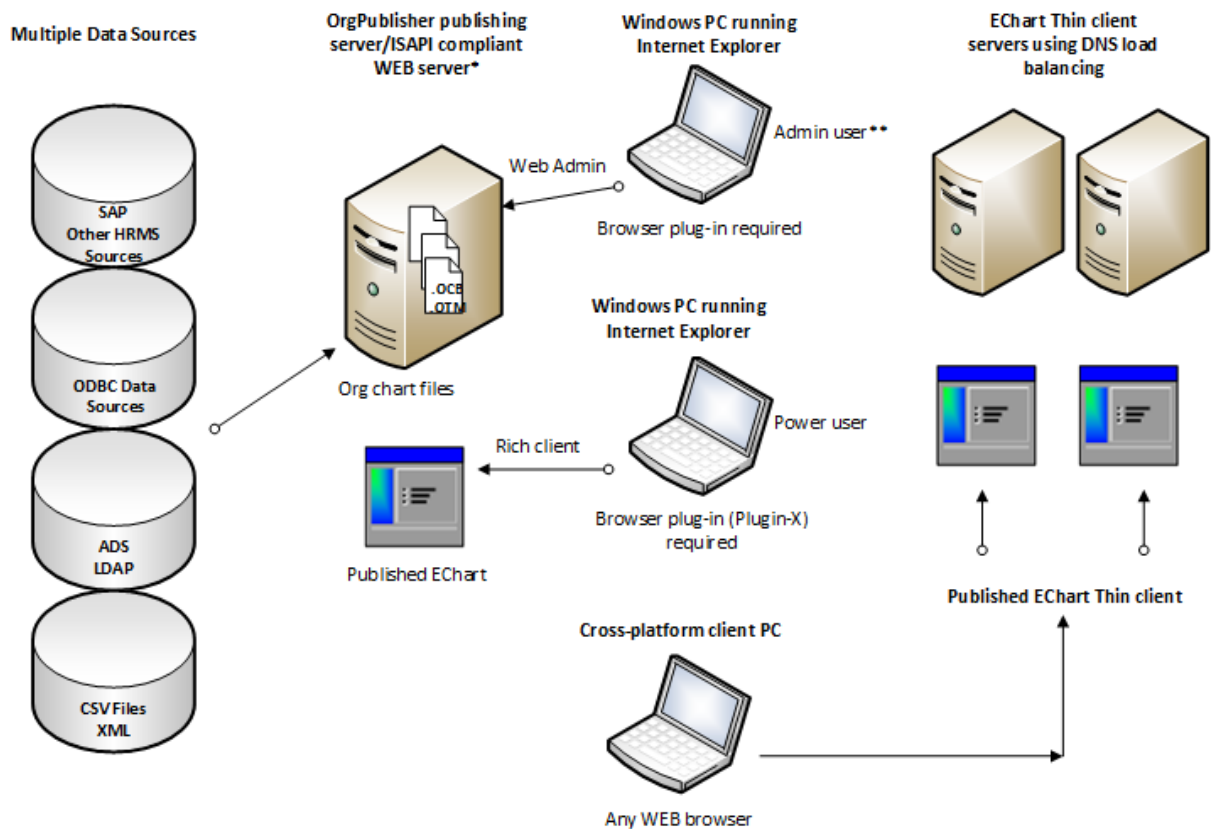 Multiple Data Sources
SAP
Other HRMS
Sources
ODBC Data
Sources
ADS
LDAP
CSV Files
XML
OrgPublisher publishing
server/ISAPI compliant
WEB server*
.OCB
.OTM
Org chart files
Published EChart
Windows PC running
Internet Explorer
Admin user**
Web Admin
Browser plug-in required
Windows PC running
Internet Explorer
Power user
Rich client
Browser plug-in (Plugin-X)
required
Cross-platform client PC
Any WEB browser
EChart Thin client
servers using DNS load
balancing
Published EChart Thin client